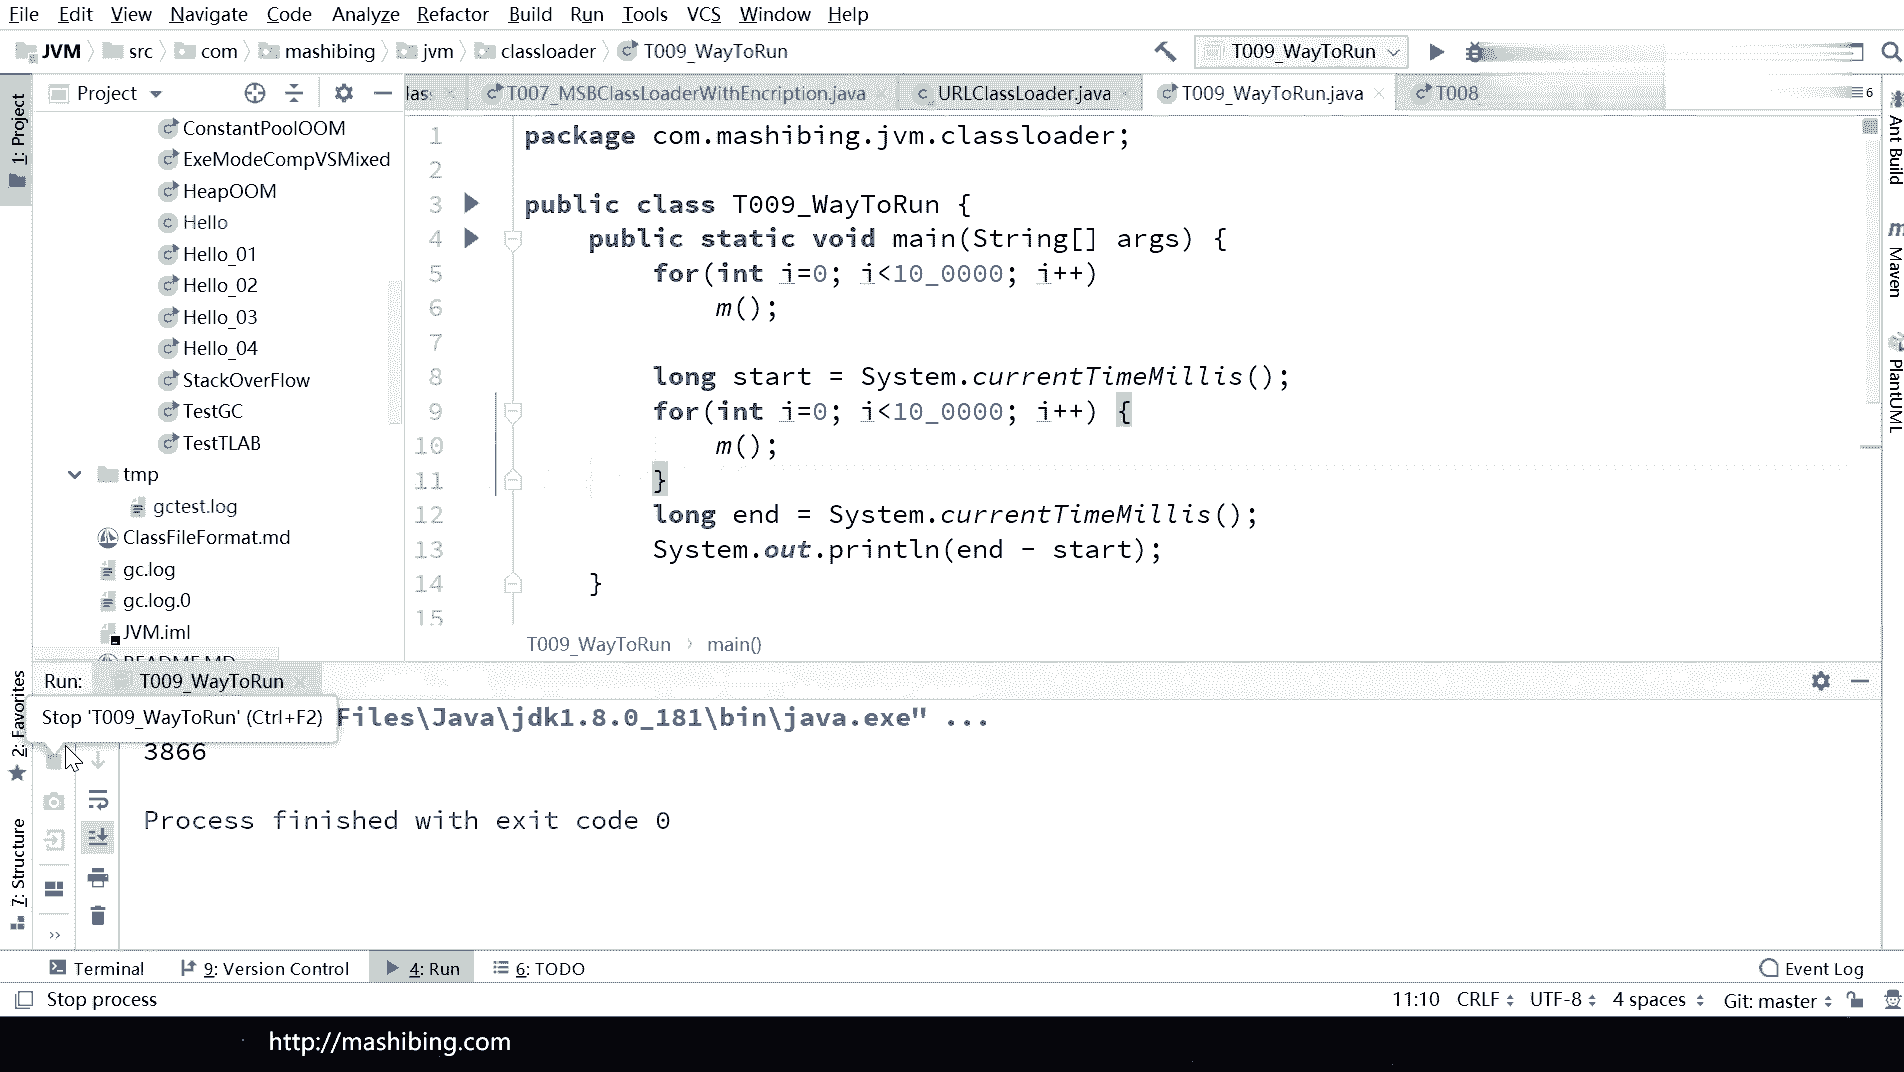 File Edit View Navigate Code Analyze Refactor Build Run Tools VCS Window Help
JVM src com mashibing jvm classloader T009_WayToRun
T009_WayToRun
Project
T007_MSBClassLoaderWithEncription.java URLClassLoader.java T009_WayToRun.java T008
6
1: Project
ConstantPoolOOM
ExeModeCompVSMixed
HeapOOM
Hello
Hello_01
Hello_02
Hello_03
Hello_04
StackOverFlow
TestGC
TestTLAB
tmp
gctest.log
ClassFileFormat.md
gc.log
gc.log.0
JVM.iml
README.MD
1 package com.mashibing.jvm.classloader;
2
3 public class T009_WayToRun {
4 public static void main(String[] args) {
5 for(int i=0; i<10_0000; i++)
6 m();
7
8 long start = System.currentTimeMillis();
9 for(int i=0; i<10_0000; i++) {
10 m();
11 }
12 long end = System.currentTimeMillis();
13 System.out.println(end - start);
14 }
15
T009_WayToRun main()
Ant Build
Maven
PlantUML
Run: T009_WayToRun
Stop 'T009_WayToRun' (Ctrl+F2)
Files\Java\jdk1.8.0_181\bin\java.exe" ...
3866
Process finished with exit code 0
2: Favorites
7: Structure
Terminal 9: Version Control 4: Run 6: TODO Event Log
Stop process 11:10 CRLF UTF-8 4 spaces Git: master
http://mashibing.com